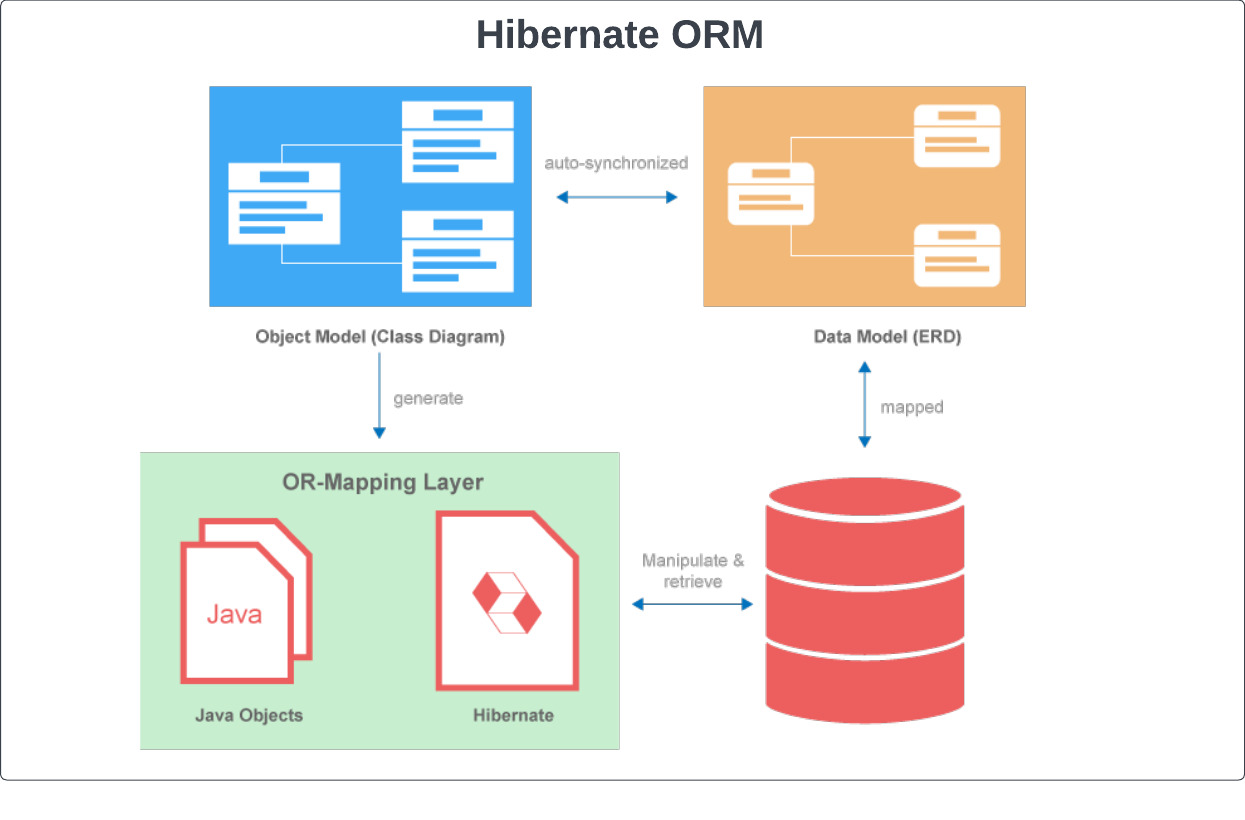 Hibernate ORM
auto-synchronized
Object Model (Class Diagram)
Data Model (ERD)
generate
mapped
OR-Mapping Layer
Manipulate &
retrieve
Java
Java Objects
Hibernate